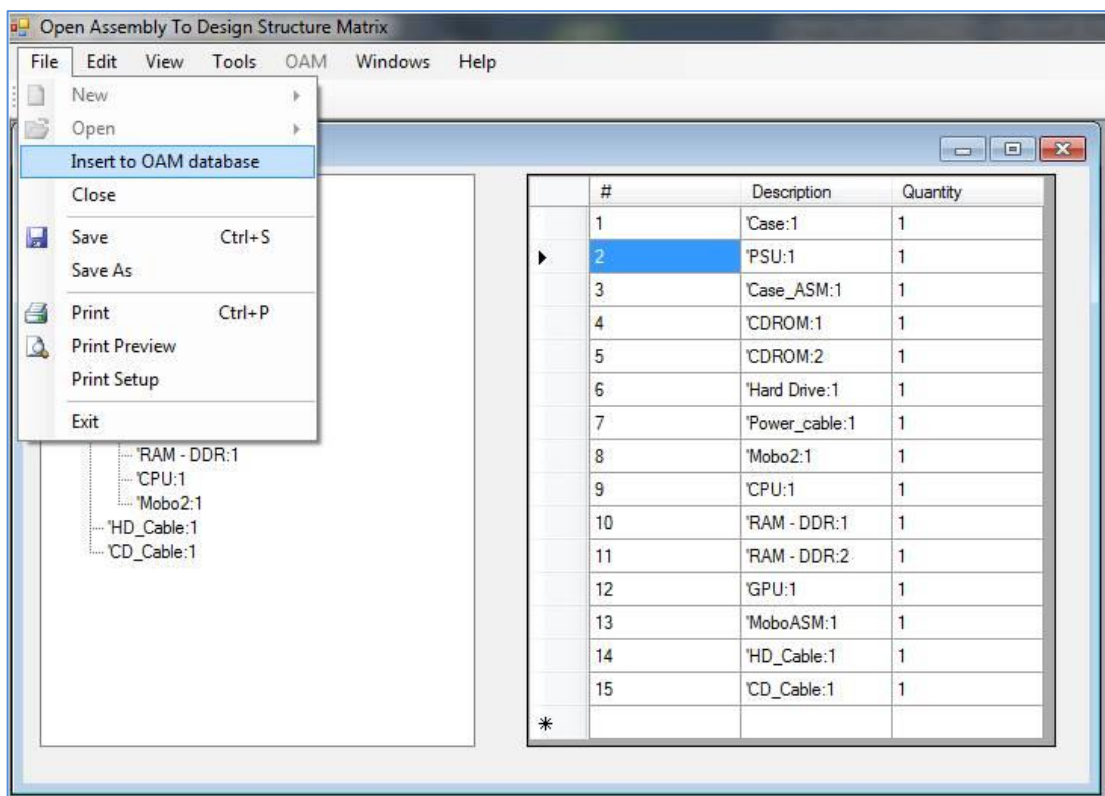 Open Assembly To Design Structure Matrix
File Edit View Tools OAM Windows Help
New
Open
Insert to OAM database
Close
Save Ctrl+S
Save As
Print Ctrl+P
Print Preview
Print Setup
Exit
'RAM - DDR:1
'CPU:1
'Mobo2:1
'HD_Cable:1
'CD_Cable:1
# Description Quantity
1 'Case:1 1
2 'PSU:1 1
3 'Case_ASM:1 1
4 'CDROM:1 1
5 'CDROM:2 1
6 'Hard Drive:1 1
7 'Power_cable:1 1
8 'Mobo2:1 1
9 'CPU:1 1
10 'RAM - DDR:1 1
11 'RAM - DDR:2 1
12 'GPU:1 1
13 'MoboASM:1 1
14 'HD_Cable:1 1
15 'CD_Cable:1 1